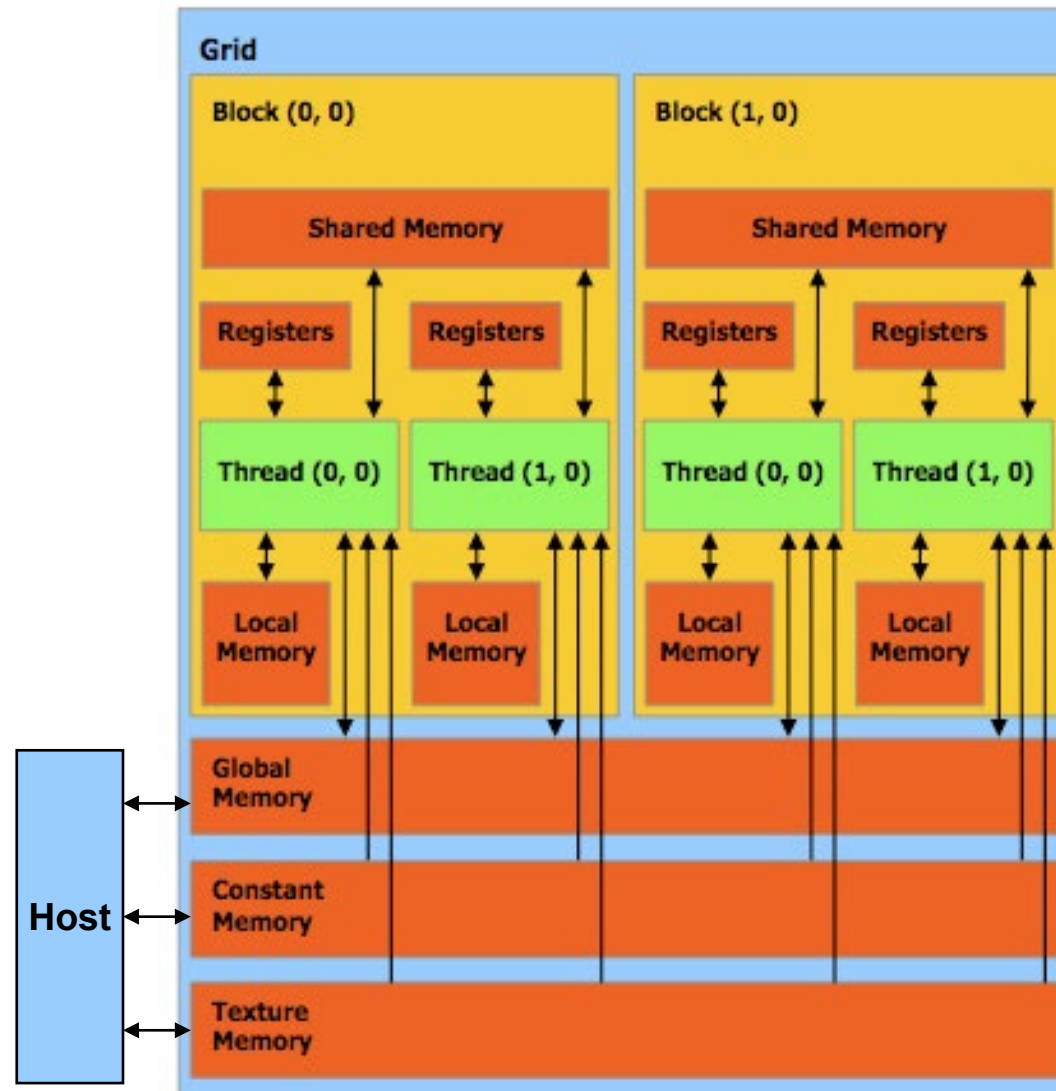 Grid
Block (0, 0)
Block (1, 0)
Shared Memory
Shared Memory
Registers
Registers
Registers
Registers
Thread (0, 0)
Thread (1, 0)
Thread (0, 0)
Thread (1, 0)
Local
Memory
Local
Memory
Local
Memory
Local
Memory
Host
Global
Memory
Constant
Memory
Texture
Memory